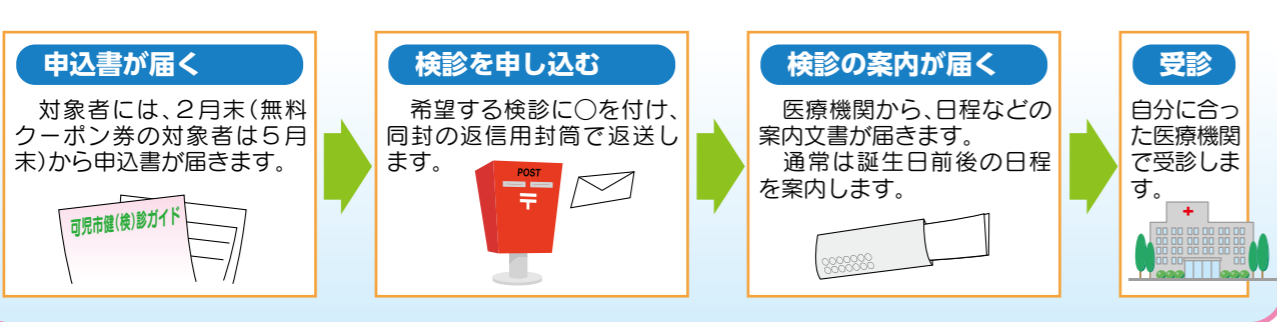 申込書が届く
対象者には、2月末(無料
クーポン券の対象者は5月
末)から申込書が届きます。
可児市健(検)診ガイド
検診を申し込む
希望する検診に○を付け、
同封の返信用封筒で返送し
ます。
POST
〒
検診の案内が届く
医療機関から、日程などの
案内文書が届きます。
通常は誕生日前後の日程
を案内します。
受診
自分に合っ
た医療機関
で受診しま
す。